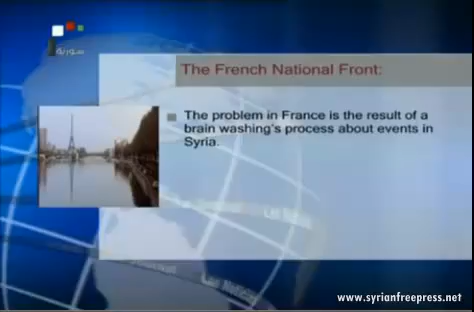 سورية
The French National Front:
The problem in France is the result of a
brain washing's process about events in
Syria.
www.syrianfreepress.net